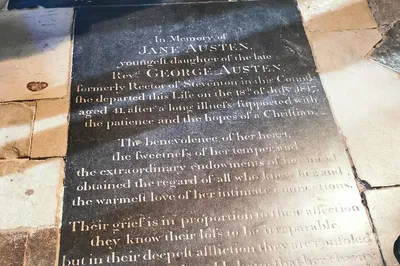 In Memory of
JANE AUSTEN,
youngeſt daughter of the late
Revd GEORGE AUSTEN,
formerly Rector of Steventon in this County
she departed this Life on the 18th of July 1817,
aged 41, after a long illneſs supported with
the patience and the hopes of a Chriſtian.
The benevolence of her heart,
the ſweetneſs of her temper, and
the extraordinary endowments of her mind
obtained the regard of all who knew her, and
the warmeſt love of her intimate connections.
Their grief is in proportion to their affection
they know their loſs to be irreparable,
but in their deepeſt affliction they are conſoled